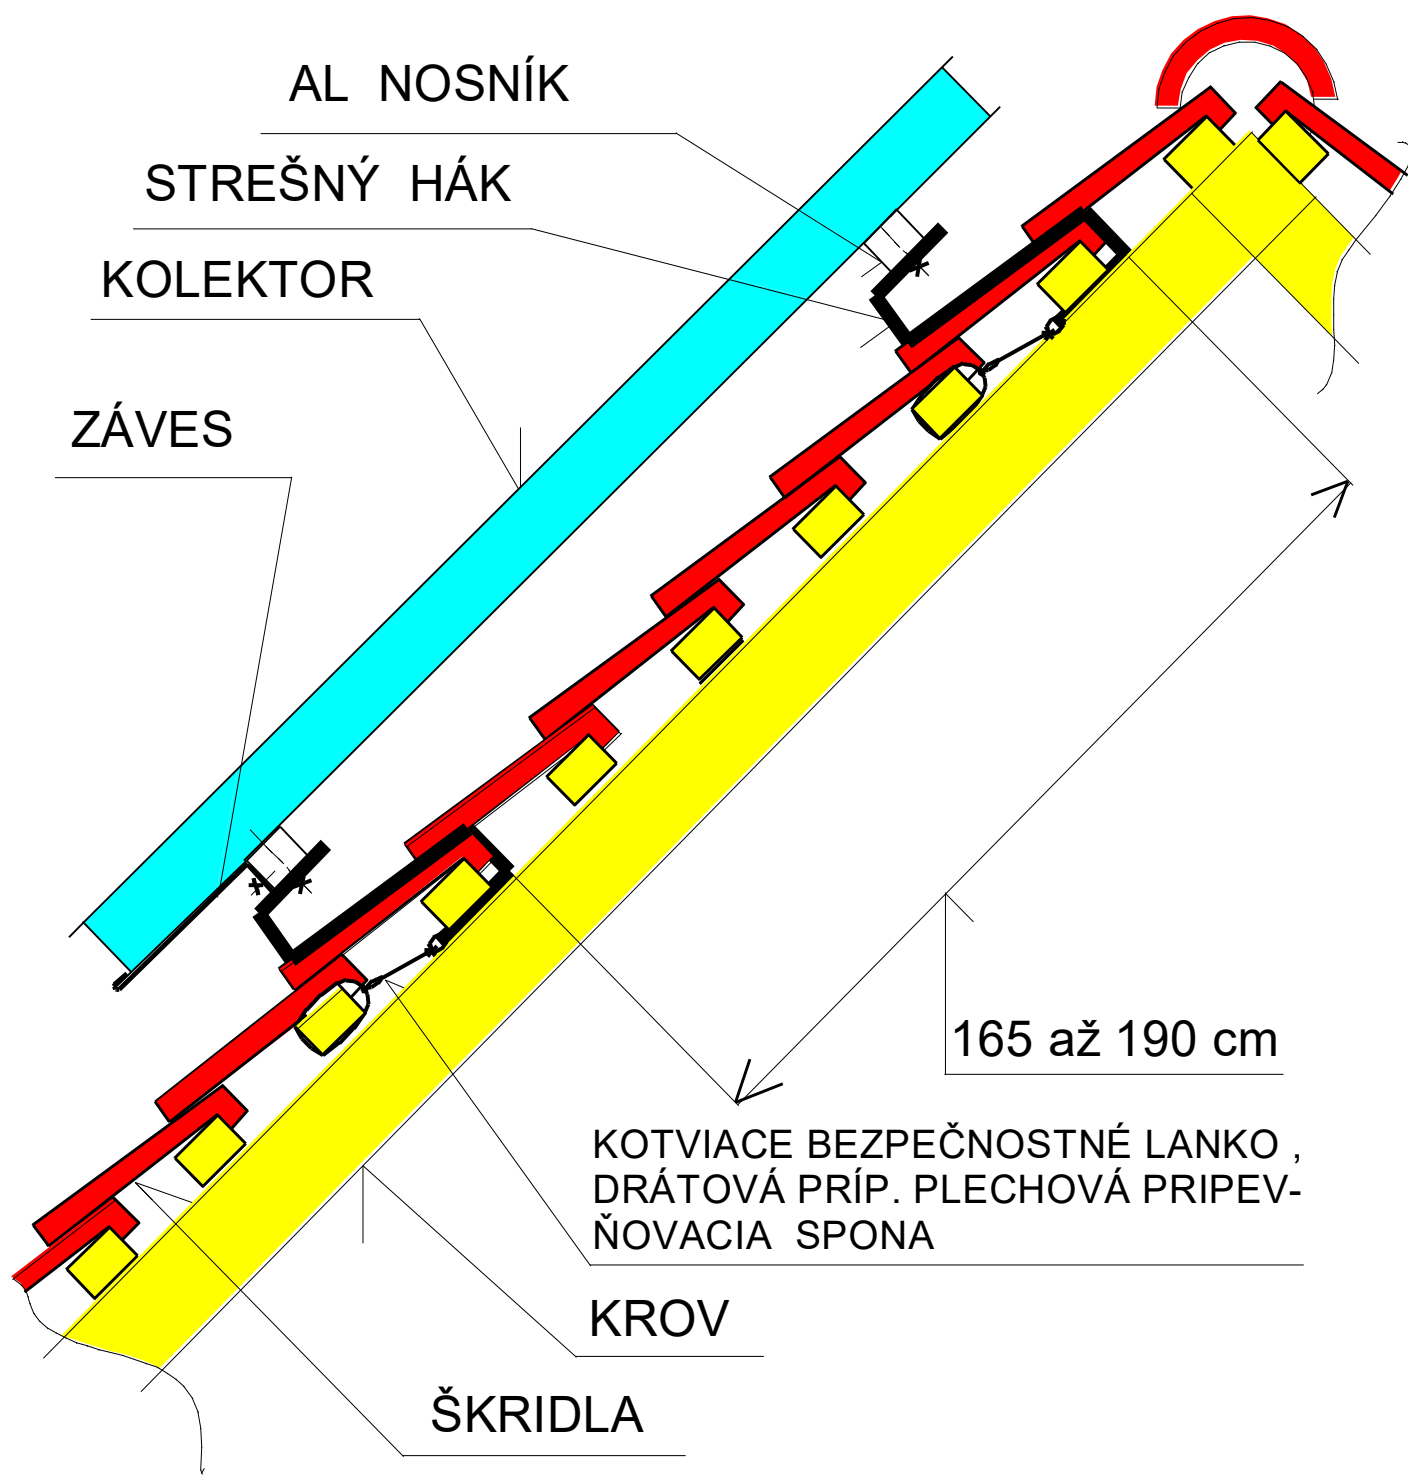 AL NOSNÍK
STREŠNÝ HÁK
KOLEKTOR
ZÁVES
165 až 190 cm
KOTVIACE BEZPEČNOSTNÉ LANKO ,
DRÁTOVÁ PRÍP. PLECHOVÁ PRIPEV-
ŇOVACIA SPONA
KROV
ŠKRIDLA